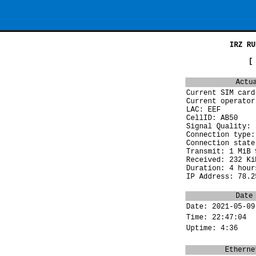 IRZ RU
[
Actua
Current SIM card
Current operator
LAC: EEF
CellID: AB50
Signal Quality:
Connection type:
Connection state
Transmit: 1 MiB
Received: 232 Ki
Duration: 4 hour
IP Address: 78.2
Date
Date: 2021-05-09
Time: 22:47:04
Uptime: 4:36
Etherne